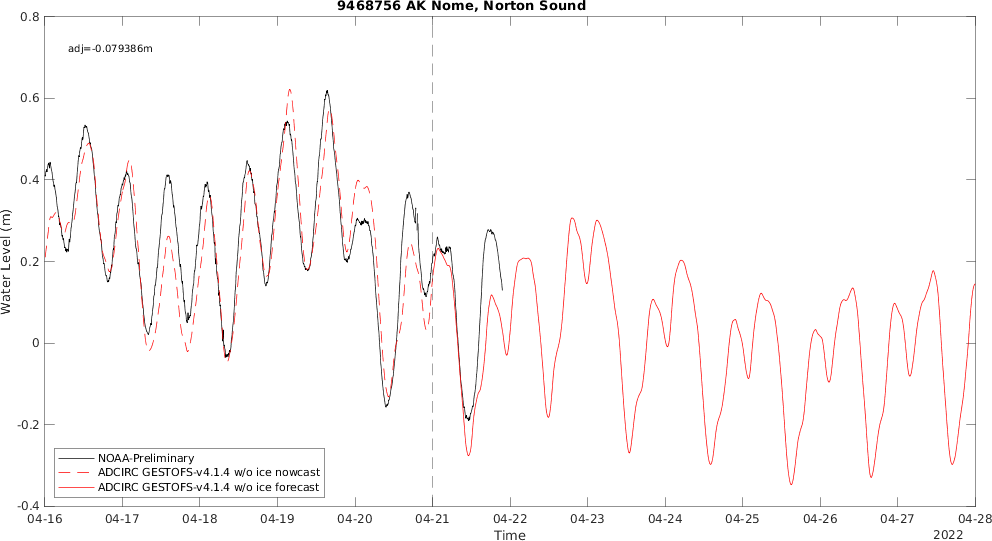 9468756 AK Nome, Norton Sound
adj=-0.079386m
Water Level (m)
0.8
0.6
0.4
0.2
0
-0.2
-0.4
NOAA-Preliminary
ADCIRC GESTOFS-v4.1.4 w/o ice nowcast
ADCIRC GESTOFS-v4.1.4 w/o ice forecast
04-16 04-17 04-18 04-19 04-20 04-21 04-22 04-23 04-24 04-25 04-26 04-27 04-28
Time
2022